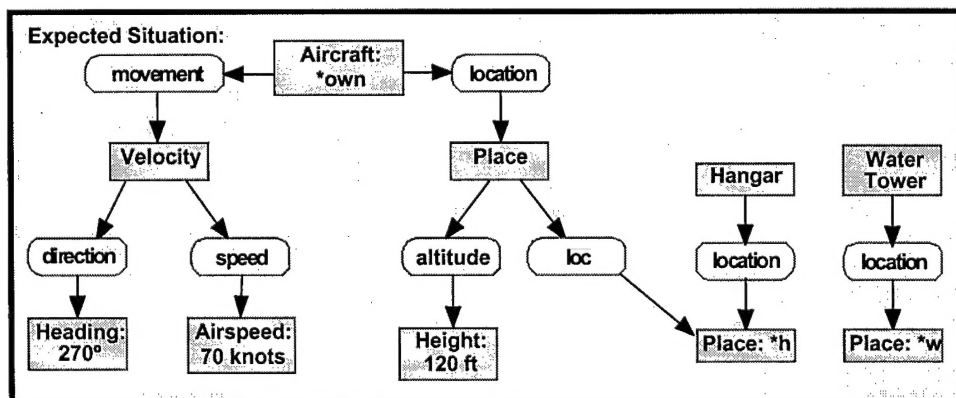 Expected Situation:
Aircraft:
*own
movement
location
Velocity
Place
Hangar
Water
Tower
direction
speed
altitude
loc
location
location
Heading:
270º
Airspeed:
70 knots
Height:
120 ft
Place: *h
Place: *w